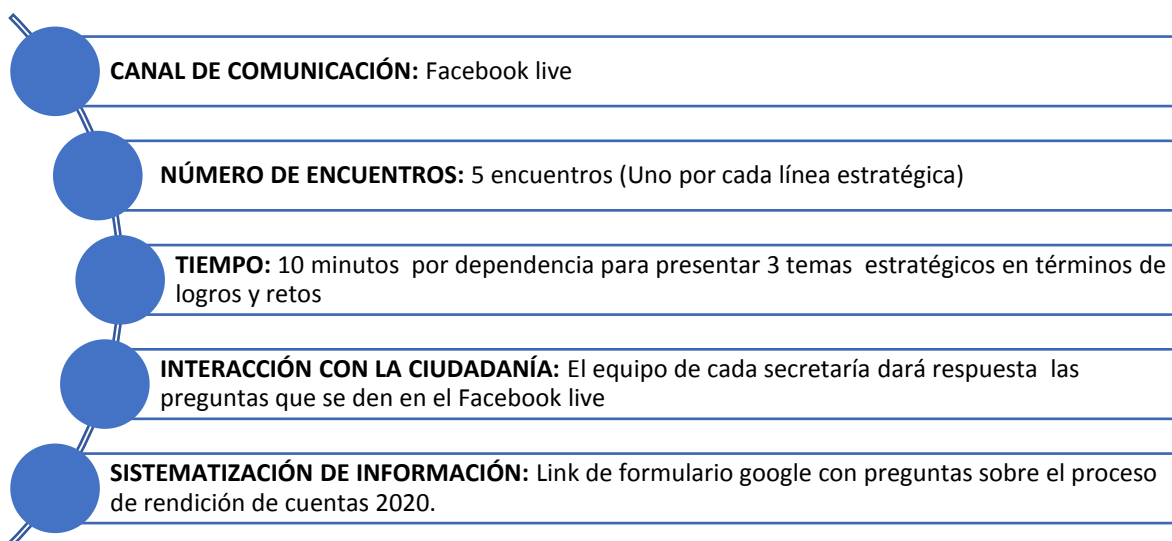 CANAL DE COMUNICACIÓN: Facebook live
NÚMERO DE ENCUENTROS: 5 encuentros (Uno por cada línea estratégica)
TIEMPO: 10 minutos  por dependencia para presentar 3 temas  estratégicos en términos de
logros y retos
INTERACCIÓN CON LA CIUDADANÍA: El equipo de cada secretaría dará respuesta  las
preguntas que se den en el Facebook live
SISTEMATIZACIÓN DE INFORMACIÓN: Link de formulario google con preguntas sobre el proceso
de rendición de cuentas 2020.